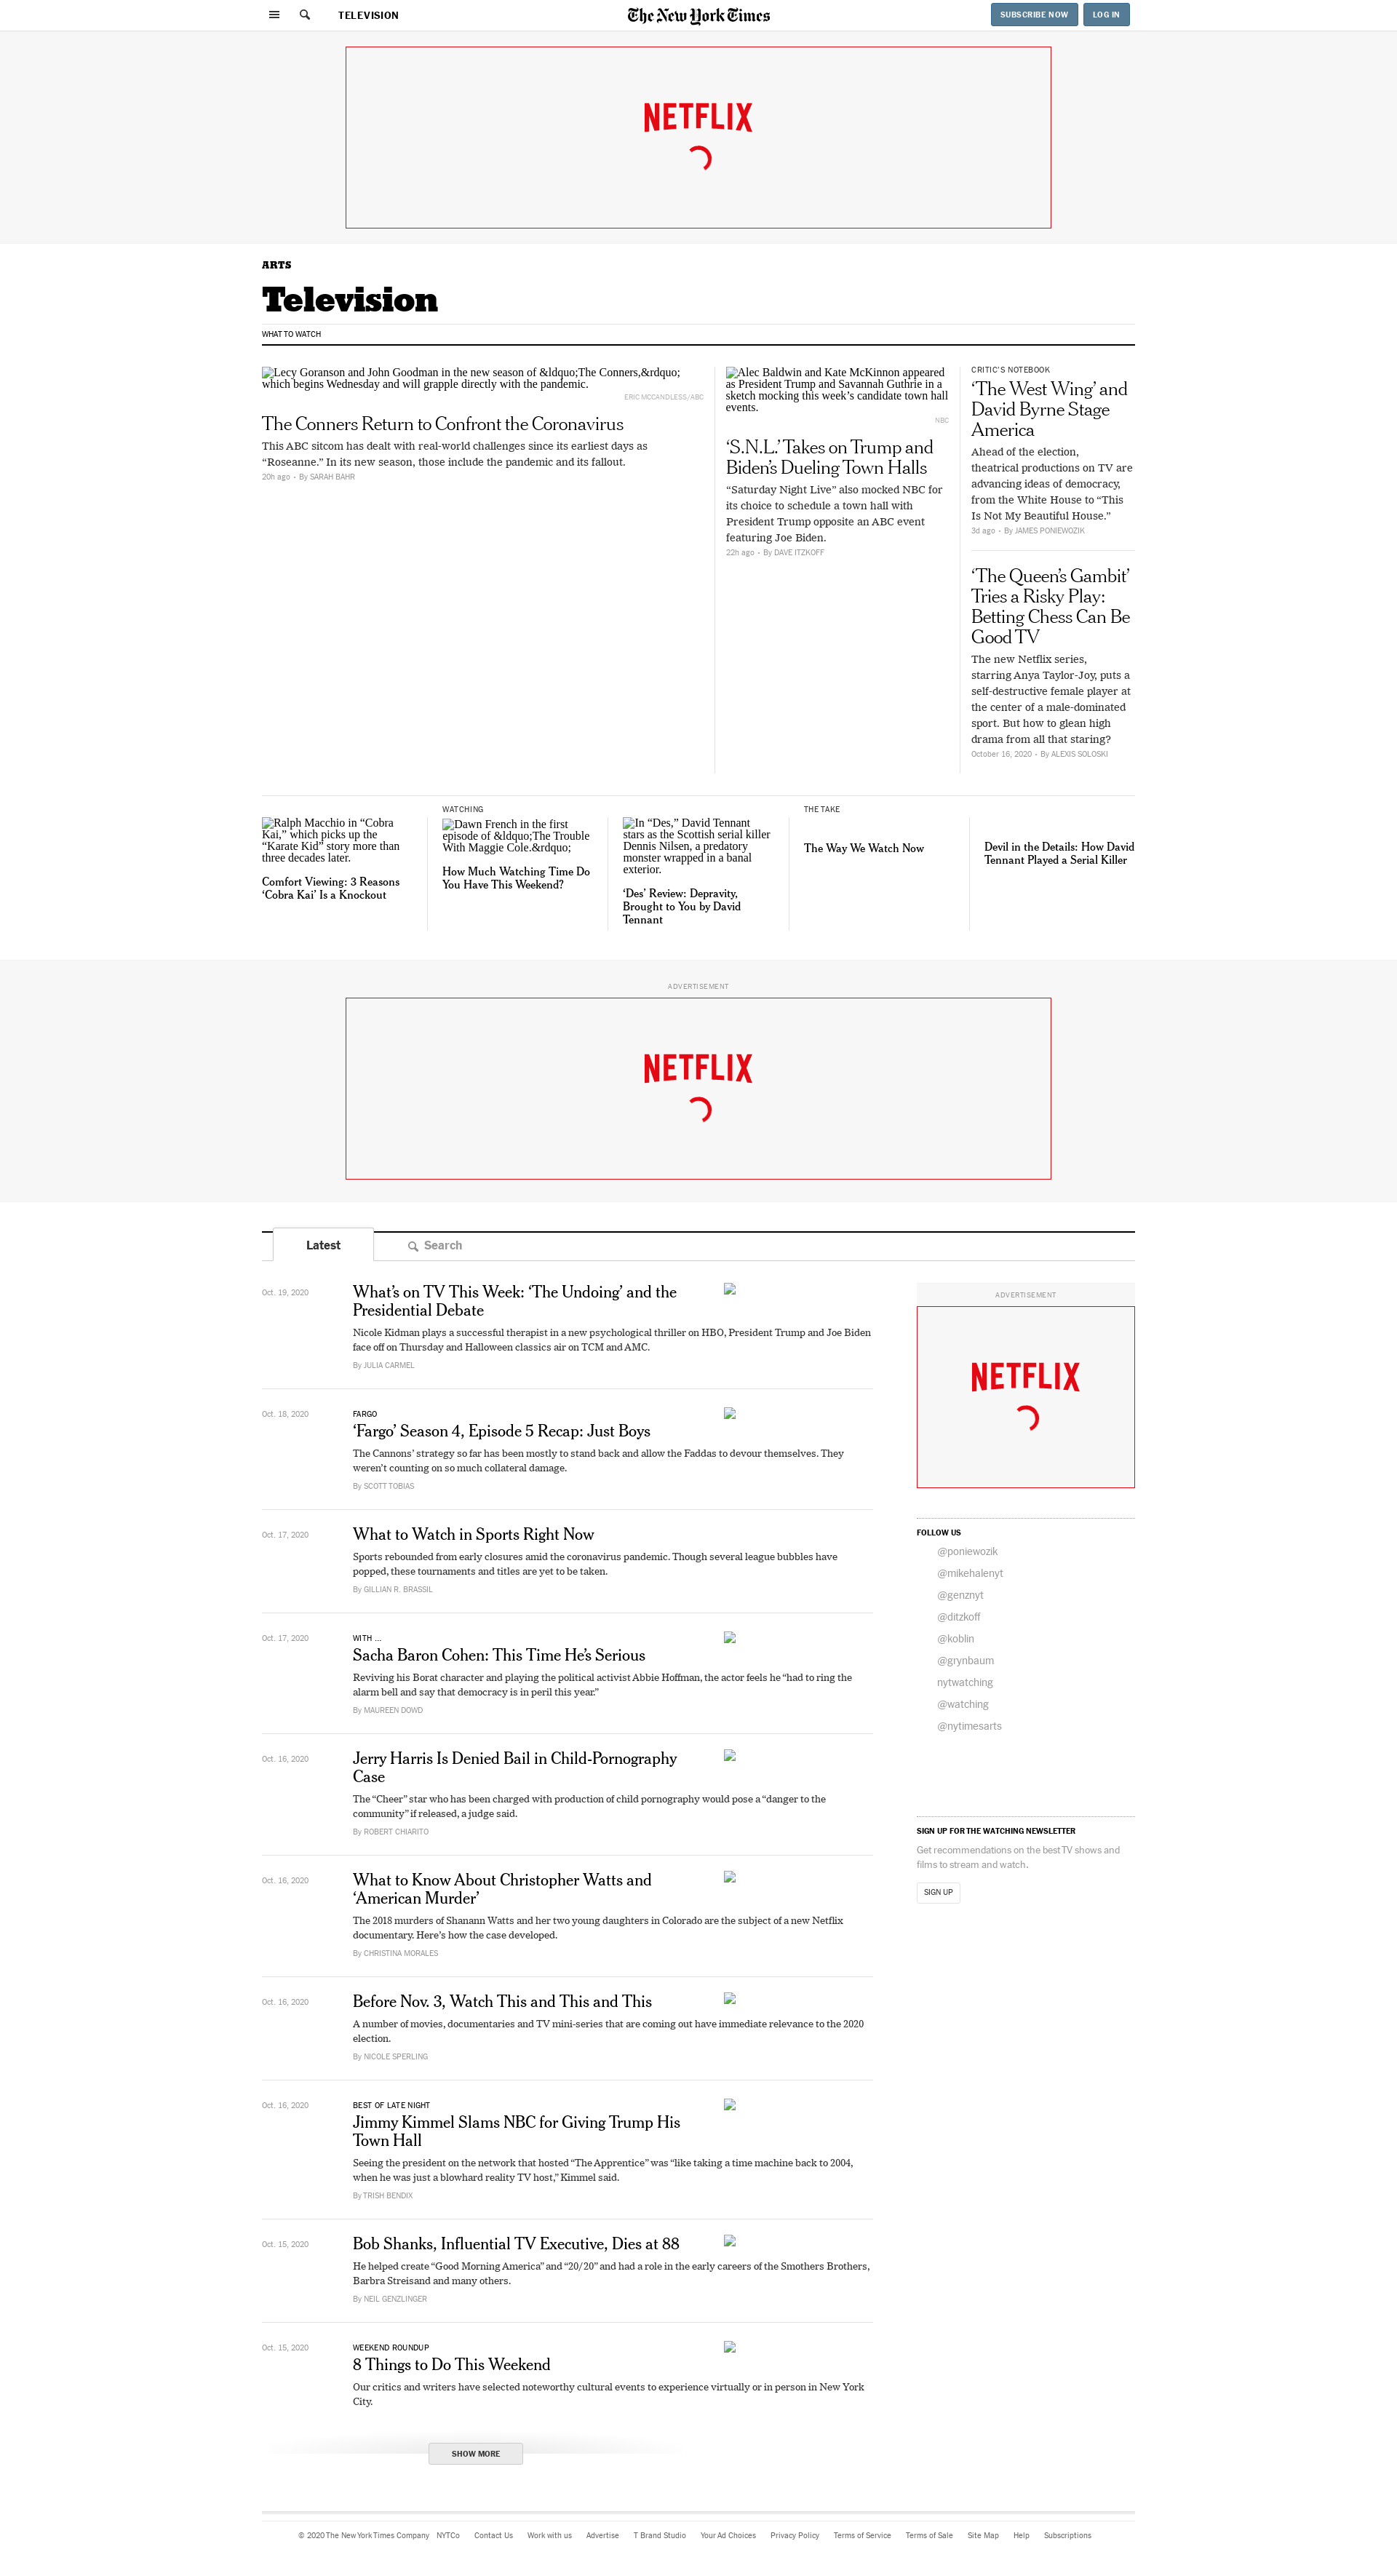 TELEVISION
The New York Times
SUBSCRIBE NOW
LOG IN
NETFLIX
ARTS
Television
WHAT TO WATCH
Lecy Goranson and John Goodman in the new season of &ldquo;The Conners,&rdquo;
which begins Wednesday and will grapple directly with the pandemic.
ERIC MCCANDLESS/ABC
The Conners Return to Confront the Coronavirus
This ABC sitcom has dealt with real-world challenges since its earliest days as
“Roseanne.” In its new season, those include the pandemic and its fallout.
20h ago • By SARAH BAHR
Alec Baldwin and Kate McKinnon appeared
as President Trump and Savannah Guthrie in a
sketch mocking this week’s candidate town hall
events.
NBC
‘S.N.L.’ Takes on Trump and
Biden’s Dueling Town Halls
“Saturday Night Live” also mocked NBC for
its choice to schedule a town hall with
President Trump opposite an ABC event
featuring Joe Biden.
22h ago • By DAVE ITZKOFF
CRITIC’S NOTEBOOK
‘The West Wing’ and
David Byrne Stage
America
Ahead of the election,
theatrical productions on TV are
advancing ideas of democracy,
from the White House to “This
Is Not My Beautiful House.”
3d ago • By JAMES PONIEWOZIK
‘The Queen’s Gambit’
Tries a Risky Play:
Betting Chess Can Be
Good TV
The new Netflix series,
starring Anya Taylor-Joy, puts a
self-destructive female player at
the center of a male-dominated
sport. But how to glean high
drama from all that staring?
October 16, 2020 • By ALEXIS SOLOSKI
Ralph Macchio in “Cobra
Kai,” which picks up the
“Karate Kid” story more than
three decades later.
Comfort Viewing: 3 Reasons
‘Cobra Kai’ Is a Knockout
WATCHING
Dawn French in the first
episode of &ldquo;The Trouble
With Maggie Cole.&rdquo;
How Much Watching Time Do
You Have This Weekend?
In “Des,” David Tennant
stars as the Scottish serial killer
Dennis Nilsen, a predatory
monster wrapped in a banal
exterior.
‘Des’ Review: Depravity,
Brought to You by David
Tennant
THE TAKE
The Way We Watch Now
Devil in the Details: How David
Tennant Played a Serial Killer
ADVERTISEMENT
NETFLIX
Latest
Search
Oct. 19, 2020
What’s on TV This Week: ‘The Undoing’ and the
Presidential Debate
Nicole Kidman plays a successful therapist in a new psychological thriller on HBO, President Trump and Joe Biden
face off on Thursday and Halloween classics air on TCM and AMC.
By JULIA CARMEL
Oct. 18, 2020
FARGO
‘Fargo’ Season 4, Episode 5 Recap: Just Boys
The Cannons’ strategy so far has been mostly to stand back and allow the Faddas to devour themselves. They
weren’t counting on so much collateral damage.
By SCOTT TOBIAS
Oct. 17, 2020
What to Watch in Sports Right Now
Sports rebounded from early closures amid the coronavirus pandemic. Though several league bubbles have
popped, these tournaments and titles are yet to be taken.
By GILLIAN R. BRASSIL
Oct. 17, 2020
WITH ...
Sacha Baron Cohen: This Time He’s Serious
Reviving his Borat character and playing the political activist Abbie Hoffman, the actor feels he “had to ring the
alarm bell and say that democracy is in peril this year.”
By MAUREEN DOWD
Oct. 16, 2020
Jerry Harris Is Denied Bail in Child-Pornography
Case
The “Cheer” star who has been charged with production of child pornography would pose a “danger to the
community” if released, a judge said.
By ROBERT CHIARITO
Oct. 16, 2020
What to Know About Christopher Watts and
‘American Murder’
The 2018 murders of Shanann Watts and her two young daughters in Colorado are the subject of a new Netflix
documentary. Here’s how the case developed.
By CHRISTINA MORALES
Oct. 16, 2020
Before Nov. 3, Watch This and This and This
A number of movies, documentaries and TV mini-series that are coming out have immediate relevance to the 2020
election.
By NICOLE SPERLING
Oct. 16, 2020
BEST OF LATE NIGHT
Jimmy Kimmel Slams NBC for Giving Trump His
Town Hall
Seeing the president on the network that hosted “The Apprentice” was “like taking a time machine back to 2004,
when he was just a blowhard reality TV host,” Kimmel said.
By TRISH BENDIX
Oct. 15, 2020
Bob Shanks, Influential TV Executive, Dies at 88
He helped create “Good Morning America” and “20/20” and had a role in the early careers of the Smothers Brothers,
Barbra Streisand and many others.
By NEIL GENZLINGER
Oct. 15, 2020
WEEKEND ROUNDUP
8 Things to Do This Weekend
Our critics and writers have selected noteworthy cultural events to experience virtually or in person in New York
City.
SHOW MORE
ADVERTISEMENT
NETFLIX
FOLLOW US
@poniewozik
@mikehalenyt
@genznyt
@ditzkoff
@koblin
@grynbaum
nytwatching
@watching
@nytimesarts
SIGN UP FOR THE WATCHING NEWSLETTER
Get recommendations on the best TV shows and
films to stream and watch.
SIGN UP
© 2020 The New York Times Company NYTCo Contact Us Work with us Advertise T Brand Studio Your Ad Choices Privacy Policy Terms of Service Terms of Sale Site Map Help Subscriptions